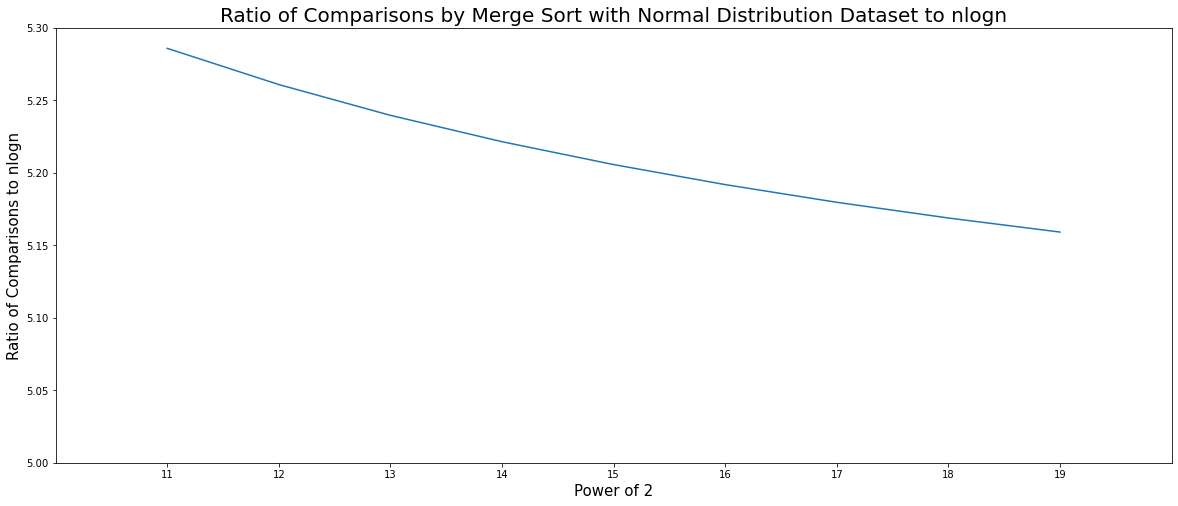 Ratio of Comparisons by Merge Sort with Normal Distribution Dataset to nlogn
Ratio of Comparisons to nlogn
5.30
5.25
5.20
5.15
5.10
5.05
5.00
11 12 13 14 15 16 17 18 19
Power of 2